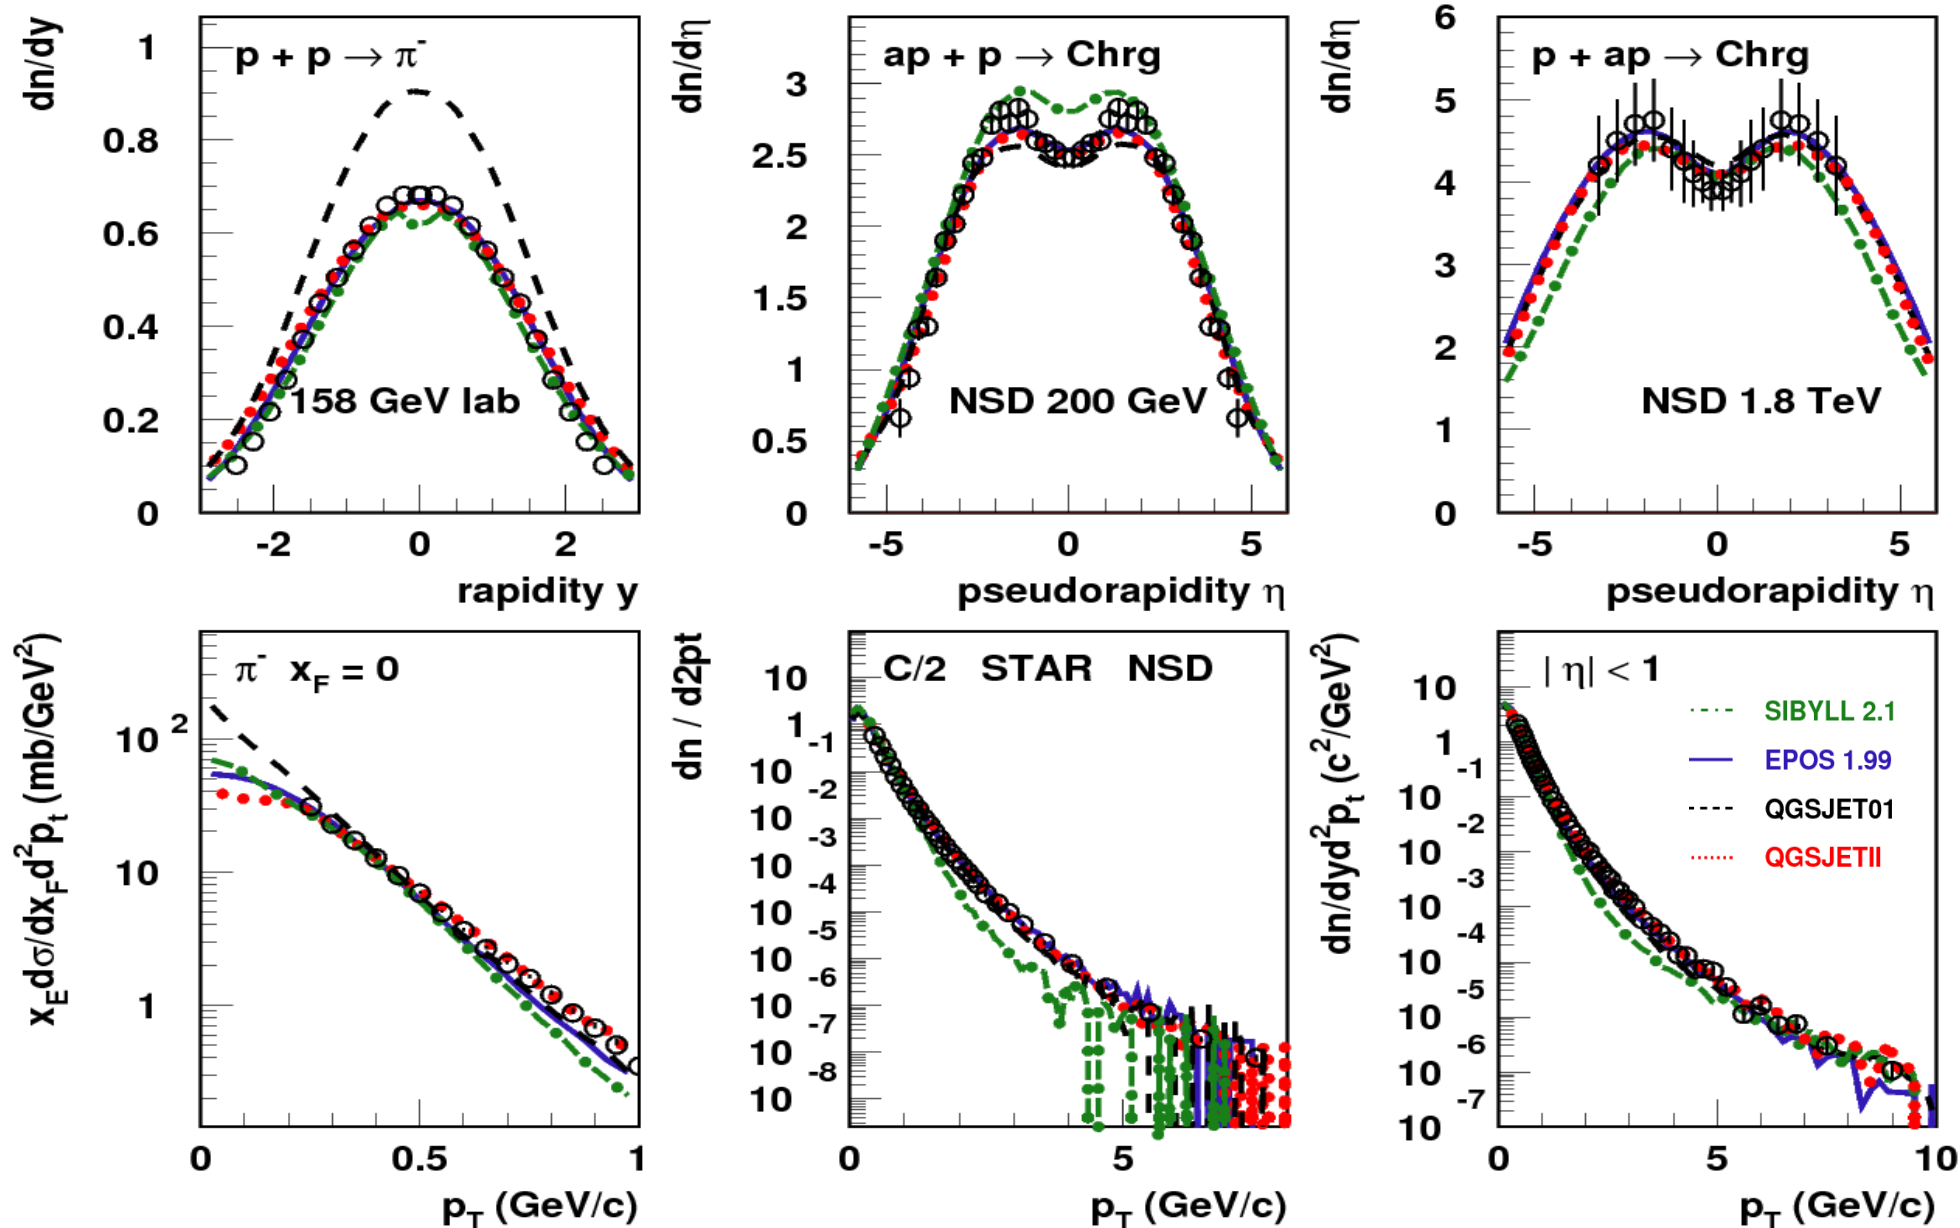 dn/dy
p + p → π⁻
158 GeV lab
1
0.8
0.6
0.4
0.2
0
-2
0
2
rapidity y
dn/dη
ap + p → Chrg
NSD 200 GeV
3
2.5
2
1.5
1
0.5
0
-5
0
5
pseudorapidity η
dn/dη
p + ap → Chrg
NSD 1.8 TeV
6
5
4
3
2
1
0
-5
0
5
pseudorapidity η
x_E dσ/dx_F d²p_t (mb/GeV²)
π⁻ x_F = 0
10²
10
1
0
0.5
1
p_T (GeV/c)
dn / d2pt
C/2 STAR NSD
10
1
10⁻¹
10⁻²
10⁻³
10⁻⁴
10⁻⁵
10⁻⁶
10⁻⁷
10⁻⁸
0
5
p_T (GeV/c)
dn/dyd²p_t (c²/GeV²)
| η| < 1
SIBYLL 2.1
EPOS 1.99
QGSJET01
QGSJETII
10
1
10⁻¹
10⁻²
10⁻³
10⁻⁴
10⁻⁵
10⁻⁶
10⁻⁷
0
5
10
p_T (GeV/c)